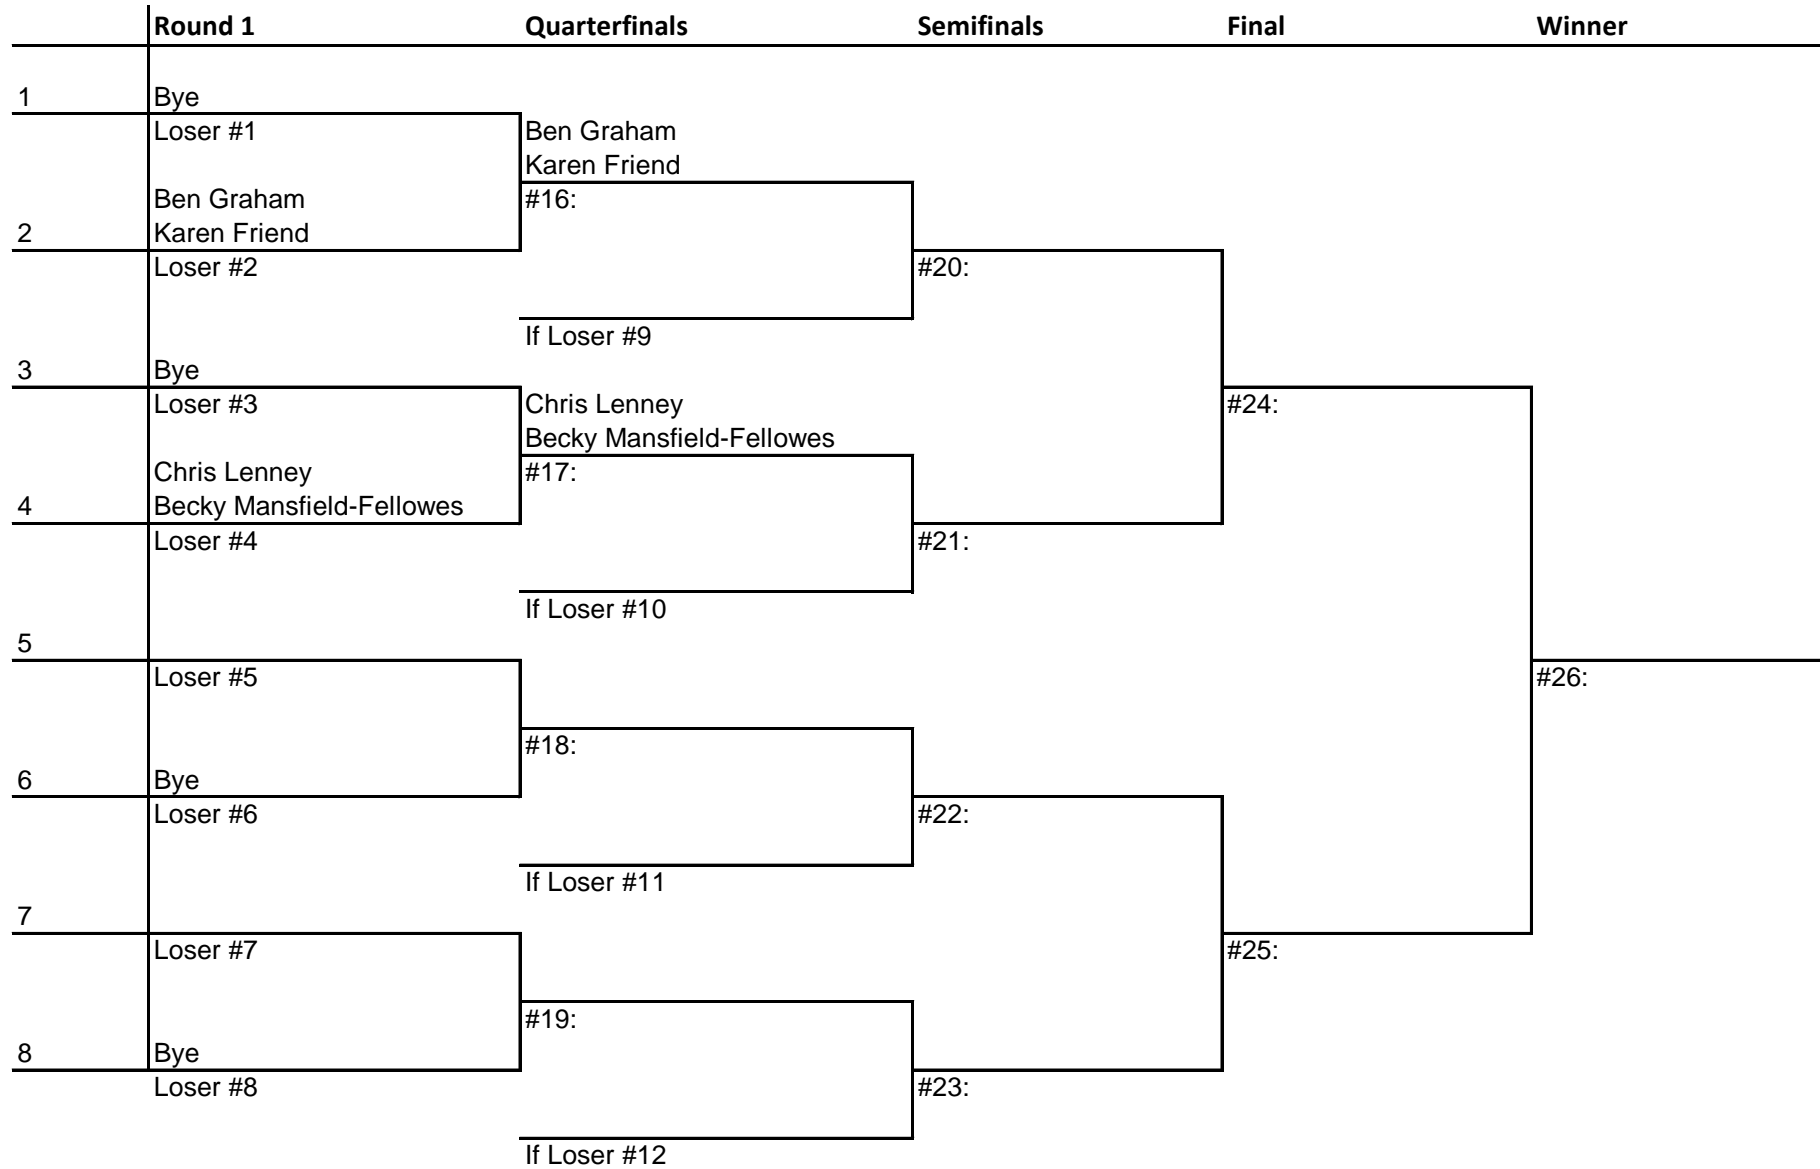 Round 1 Quarterfinals Semifinals Final Winner
1 Bye
Loser #1 Ben Graham
Karen Friend
Ben Graham #16:
2 Karen Friend
Loser #2 #20:
If Loser #9
3 Bye
Loser #3 Chris Lenney #24:
Becky Mansfield-Fellowes
Chris Lenney #17:
4 Becky Mansfield-Fellowes
Loser #4 #21:
If Loser #10
5
Loser #5 #26:
#18:
6 Bye
Loser #6 #22:
If Loser #11
7
Loser #7 #25:
#19:
8 Bye
Loser #8 #23:
If Loser #12